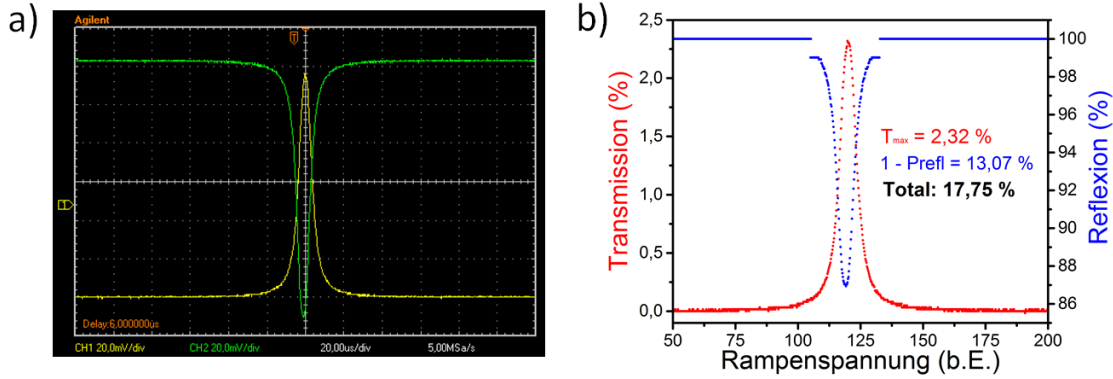 a)
Agilent
T
Delay:6,000000us
CH1 20,0mV/div CH2 20,0mV/div 20,00us/div 5,00MSa/s
b)
Transmission (%)
2,5
2,0
1,5
1,0
0,5
0,0
Tmax = 2,32 %
1 - Prefl = 13,07 %
Total: 17,75 %
100
98
96
94
92
90
88
86
Reflexion (%)
50 75 100 125 150 175 200
Rampenspannung (b.E.)